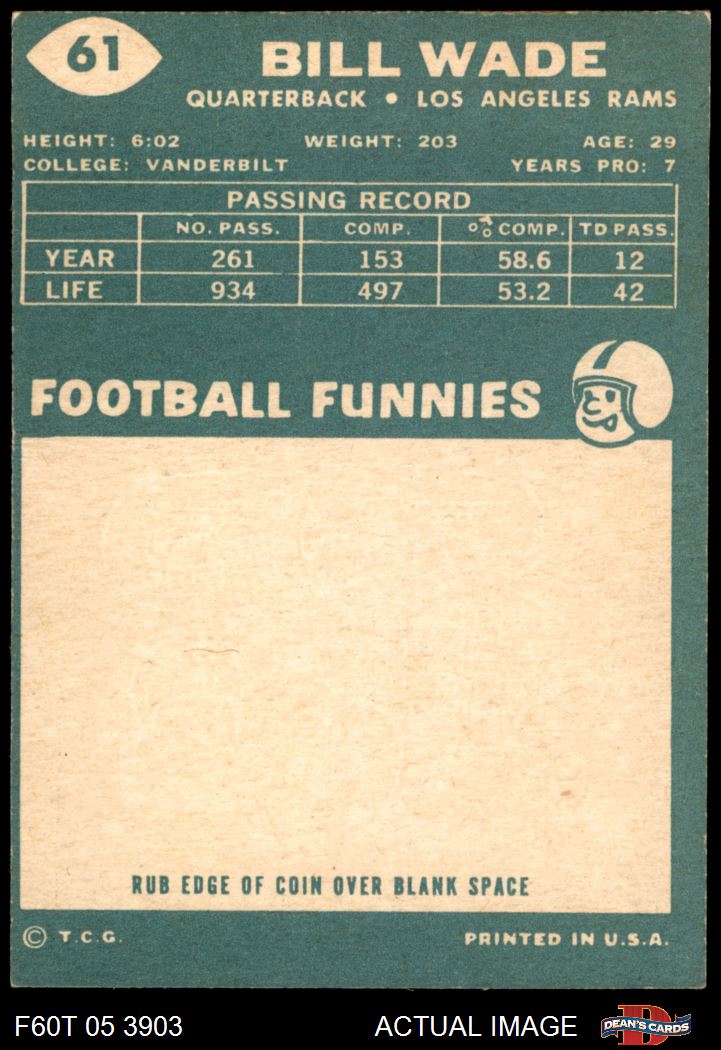 61
BILL WADE
QUARTERBACK • LOS ANGELES RAMS
HEIGHT: 6:02 WEIGHT: 203 AGE: 29
COLLEGE: VANDERBILT YEARS PRO: 7
PASSING RECORD
NO. PASS. COMP. % COMP. TD PASS.
YEAR 261 153 58.6 12
LIFE 934 497 53.2 42
FOOTBALL FUNNIES
RUB EDGE OF COIN OVER BLANK SPACE
© T.C.G. PRINTED IN U.S.A.
F60T 05 3903 ACTUAL IMAGE DEAN'S CARDS